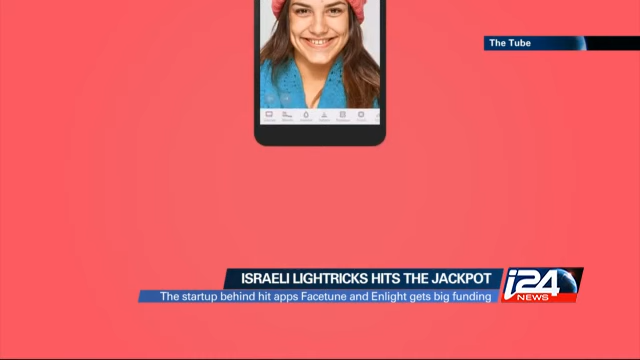 The Tube
ISRAELI LIGHTRICKS HITS THE JACKPOT
The startup behind hit apps Facetune and Enlight gets big funding
i24
NEWS